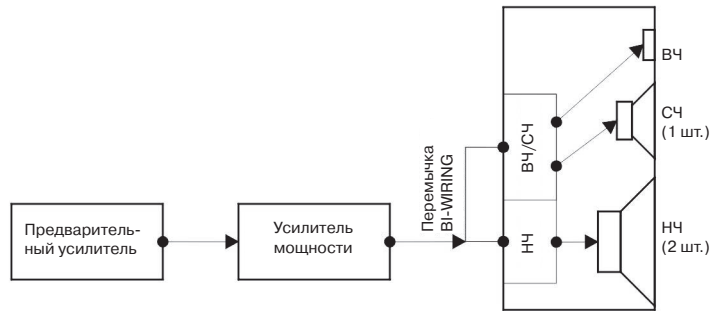 Предваритель-
ный усилитель
Усилитель
мощности
Перемычка
BI-WIRING
ВЧ/СЧ
НЧ
ВЧ
СЧ
(1 шт.)
НЧ
(2 шт.)